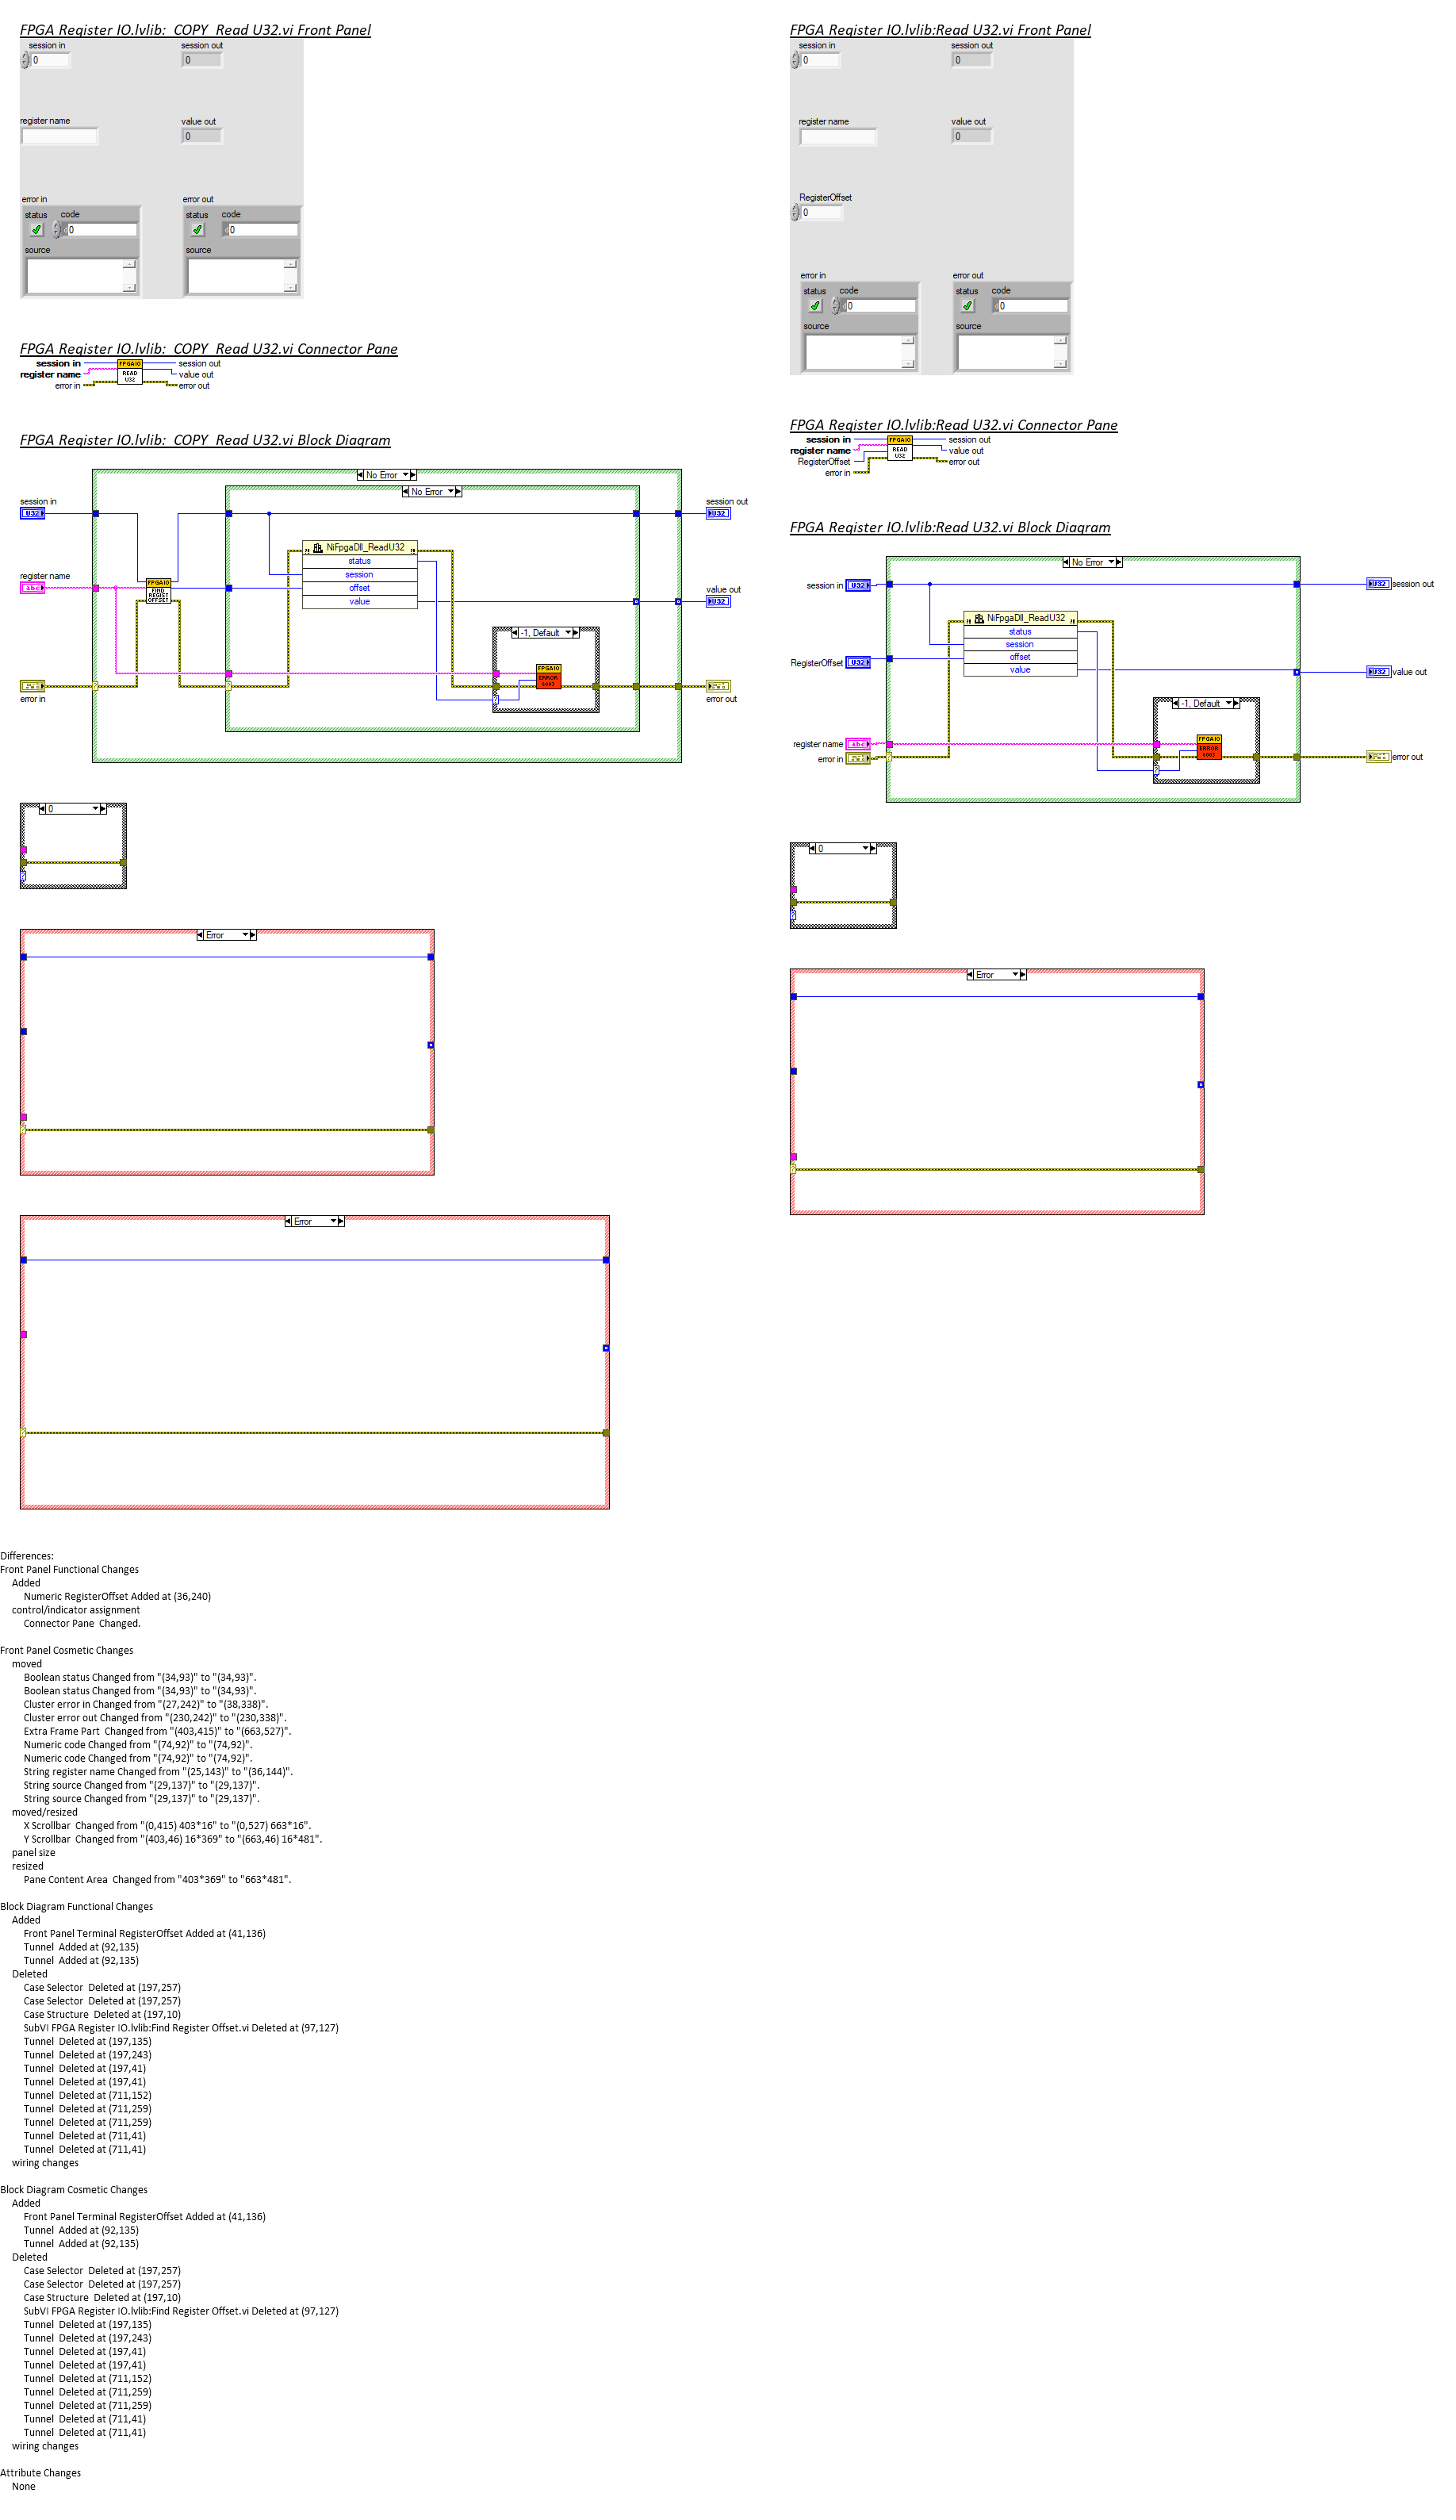 FPGA Register IO.lvlib:_COPY_Read U32.vi Front Panel
session in
session out
0
0
register name
value out
0
error in
error out
status
code
status
code
0
0
source
source
FPGA Register IO.lvlib:_COPY_Read U32.vi Connector Pane
session in
FPGAIO
session out
register name
READ
U32
value out
error in
error out
FPGA Register IO.lvlib:_COPY_Read U32.vi Block Diagram
No Error
No Error
session in
session out
U32
U32
NiFpgaDll_ReadU32
status
register name
session
abc
FPGAIO
FIND
REGIST
OFFSET
offset
value out
value
U32
-1, Default
FPGAIO
ERROR
error in
error out
0
Error
Error
FPGA Register IO.lvlib:Read U32.vi Front Panel
session in
session out
0
0
register name
value out
0
RegisterOffset
0
error in
error out
status
code
status
code
0
0
source
source
FPGA Register IO.lvlib:Read U32.vi Connector Pane
session in
FPGAIO
session out
register name
READ
U32
value out
RegisterOffset
error out
error in
FPGA Register IO.lvlib:Read U32.vi Block Diagram
No Error
session in
U32
U32
session out
NiFpgaDll_ReadU32
status
session
offset
RegisterOffset
U32
value
U32
value out
-1, Default
register name
abc
FPGAIO
ERROR
error in
error out
0
Error
Differences:
Front Panel Functional Changes
Added
Numeric RegisterOffset Added at (36,240)
control/indicator assignment
Connector Pane  Changed.
Front Panel Cosmetic Changes
moved
Boolean status Changed from "(34,93)" to "(34,93)".
Boolean status Changed from "(34,93)" to "(34,93)".
Cluster error in Changed from "(27,242)" to "(38,338)".
Cluster error out Changed from "(230,242)" to "(230,338)".
Extra Frame Part  Changed from "(403,415)" to "(663,527)".
Numeric code Changed from "(74,92)" to "(74,92)".
Numeric code Changed from "(74,92)" to "(74,92)".
String register name Changed from "(25,143)" to "(36,144)".
String source Changed from "(29,137)" to "(29,137)".
String source Changed from "(29,137)" to "(29,137)".
moved/resized
X Scrollbar  Changed from "(0,415) 403*16" to "(0,527) 663*16".
Y Scrollbar  Changed from "(403,46) 16*369" to "(663,46) 16*481".
panel size
resized
Pane Content Area  Changed from "403*369" to "663*481".
Block Diagram Functional Changes
Added
Front Panel Terminal RegisterOffset Added at (41,136)
Tunnel  Added at (92,135)
Tunnel  Added at (92,135)
Deleted
Case Selector  Deleted at (197,257)
Case Selector  Deleted at (197,257)
Case Structure  Deleted at (197,10)
SubVI FPGA Register IO.lvlib:Find Register Offset.vi Deleted at (97,127)
Tunnel  Deleted at (197,135)
Tunnel  Deleted at (197,243)
Tunnel  Deleted at (197,41)
Tunnel  Deleted at (197,41)
Tunnel  Deleted at (711,152)
Tunnel  Deleted at (711,259)
Tunnel  Deleted at (711,259)
Tunnel  Deleted at (711,41)
Tunnel  Deleted at (711,41)
wiring changes
Block Diagram Cosmetic Changes
Added
Front Panel Terminal RegisterOffset Added at (41,136)
Tunnel  Added at (92,135)
Tunnel  Added at (92,135)
Deleted
Case Selector  Deleted at (197,257)
Case Selector  Deleted at (197,257)
Case Structure  Deleted at (197,10)
SubVI FPGA Register IO.lvlib:Find Register Offset.vi Deleted at (97,127)
Tunnel  Deleted at (197,135)
Tunnel  Deleted at (197,243)
Tunnel  Deleted at (197,41)
Tunnel  Deleted at (197,41)
Tunnel  Deleted at (711,152)
Tunnel  Deleted at (711,259)
Tunnel  Deleted at (711,259)
Tunnel  Deleted at (711,41)
Tunnel  Deleted at (711,41)
wiring changes
Attribute Changes
None